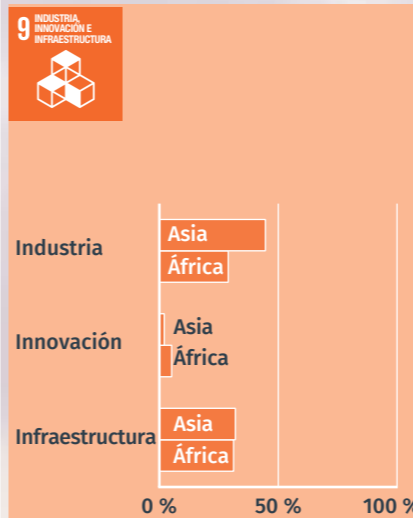 9 INDUSTRIA,
INNOVACIÓN E
INFRAESTRUCTURA
Industria
Asia
África
Innovación
Asia
África
Infraestructura
Asia
África
0 % 50 % 100 %